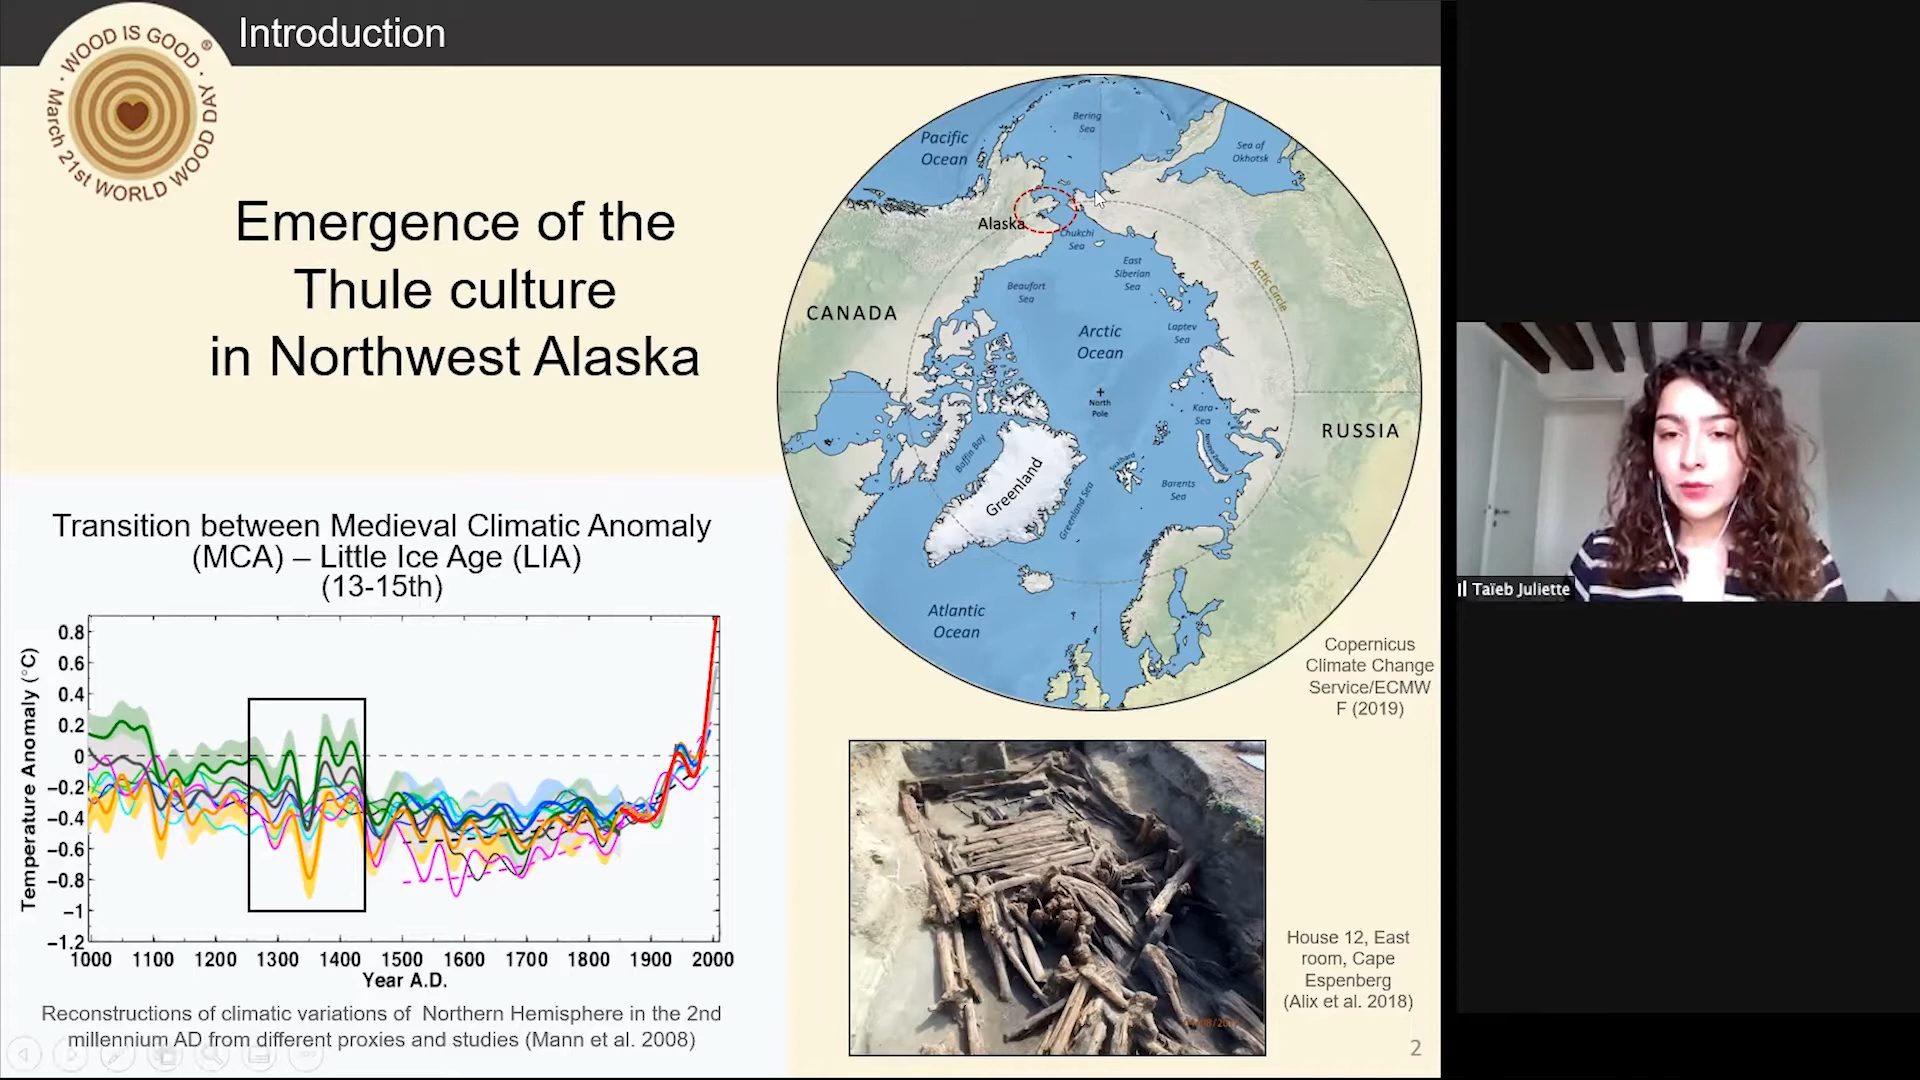 Introduction
WOOD IS GOOD ®
March 21st WORLD WOOD DAY
Emergence of the
Thule culture
in Northwest Alaska
Transition between Medieval Climatic Anomaly
(MCA) – Little Ice Age (LIA)
(13-15th)
Temperature Anomaly (°C)
0.8
0.6
0.4
0.2
0
−0.2
−0.4
−0.6
−0.8
−1
−1.2
1000 1100 1200 1300 1400 1500 1600 1700 1800 1900 2000
Year A.D.
Reconstructions of climatic variations of Northern Hemisphere in the 2nd
millennium AD from different proxies and studies (Mann et al. 2008)
Pacific
Ocean
Bering
Sea
Sea of
Okhotsk
Alaska
Chukchi
Sea
East
Siberian
Sea
Arctic Circle
Beaufort
Sea
CANADA
Arctic
Ocean
Laptev
Sea
North
Pole
Kara
Sea
RUSSIA
Novaya Zemlya
Baffin Bay
Greenland
Svalbard
Barents
Sea
Greenland Sea
Atlantic
Ocean
Copernicus
Climate Change
Service/ECMW
F (2019)
House 12, East
room, Cape
Espenberg
(Alix et al. 2018)
2
Taïeb Juliette